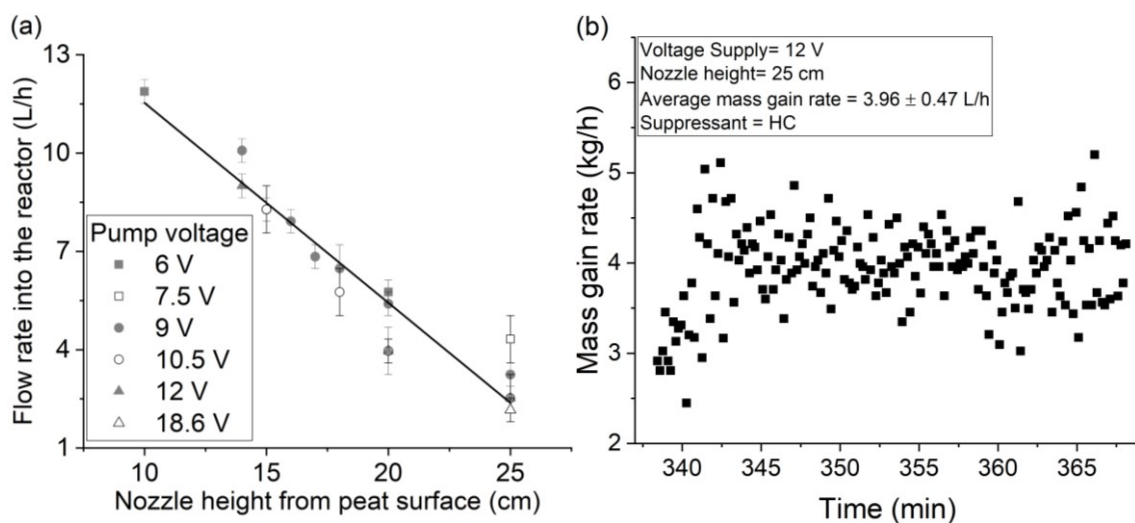 (a)
Flow rate into the reactor (L/h)
13
10
7
4
1
Pump voltage
6 V
7.5 V
9 V
10.5 V
12 V
18.6 V
10 15 20 25
Nozzle height from peat surface (cm)
(b)
Mass gain rate (kg/h)
6
5
4
3
2
Voltage Supply= 12 V
Nozzle height= 25 cm
Average mass gain rate = 3.96 ± 0.47 L/h
Suppressant = HC
340 345 350 355 360 365
Time (min)